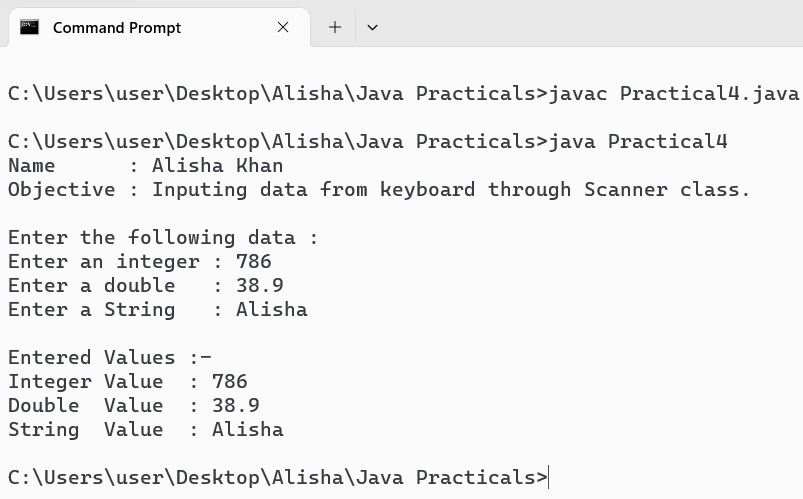 Command Prompt
C:\Users\user\Desktop\Alisha\Java Practicals>javac Practical4.java
C:\Users\user\Desktop\Alisha\Java Practicals>java Practical4
Name      : Alisha Khan
Objective : Inputing data from keyboard through Scanner class.
Enter the following data :
Enter an integer : 786
Enter a double   : 38.9
Enter a String   : Alisha
Entered Values :-
Integer Value  : 786
Double  Value  : 38.9
String  Value  : Alisha
C:\Users\user\Desktop\Alisha\Java Practicals>